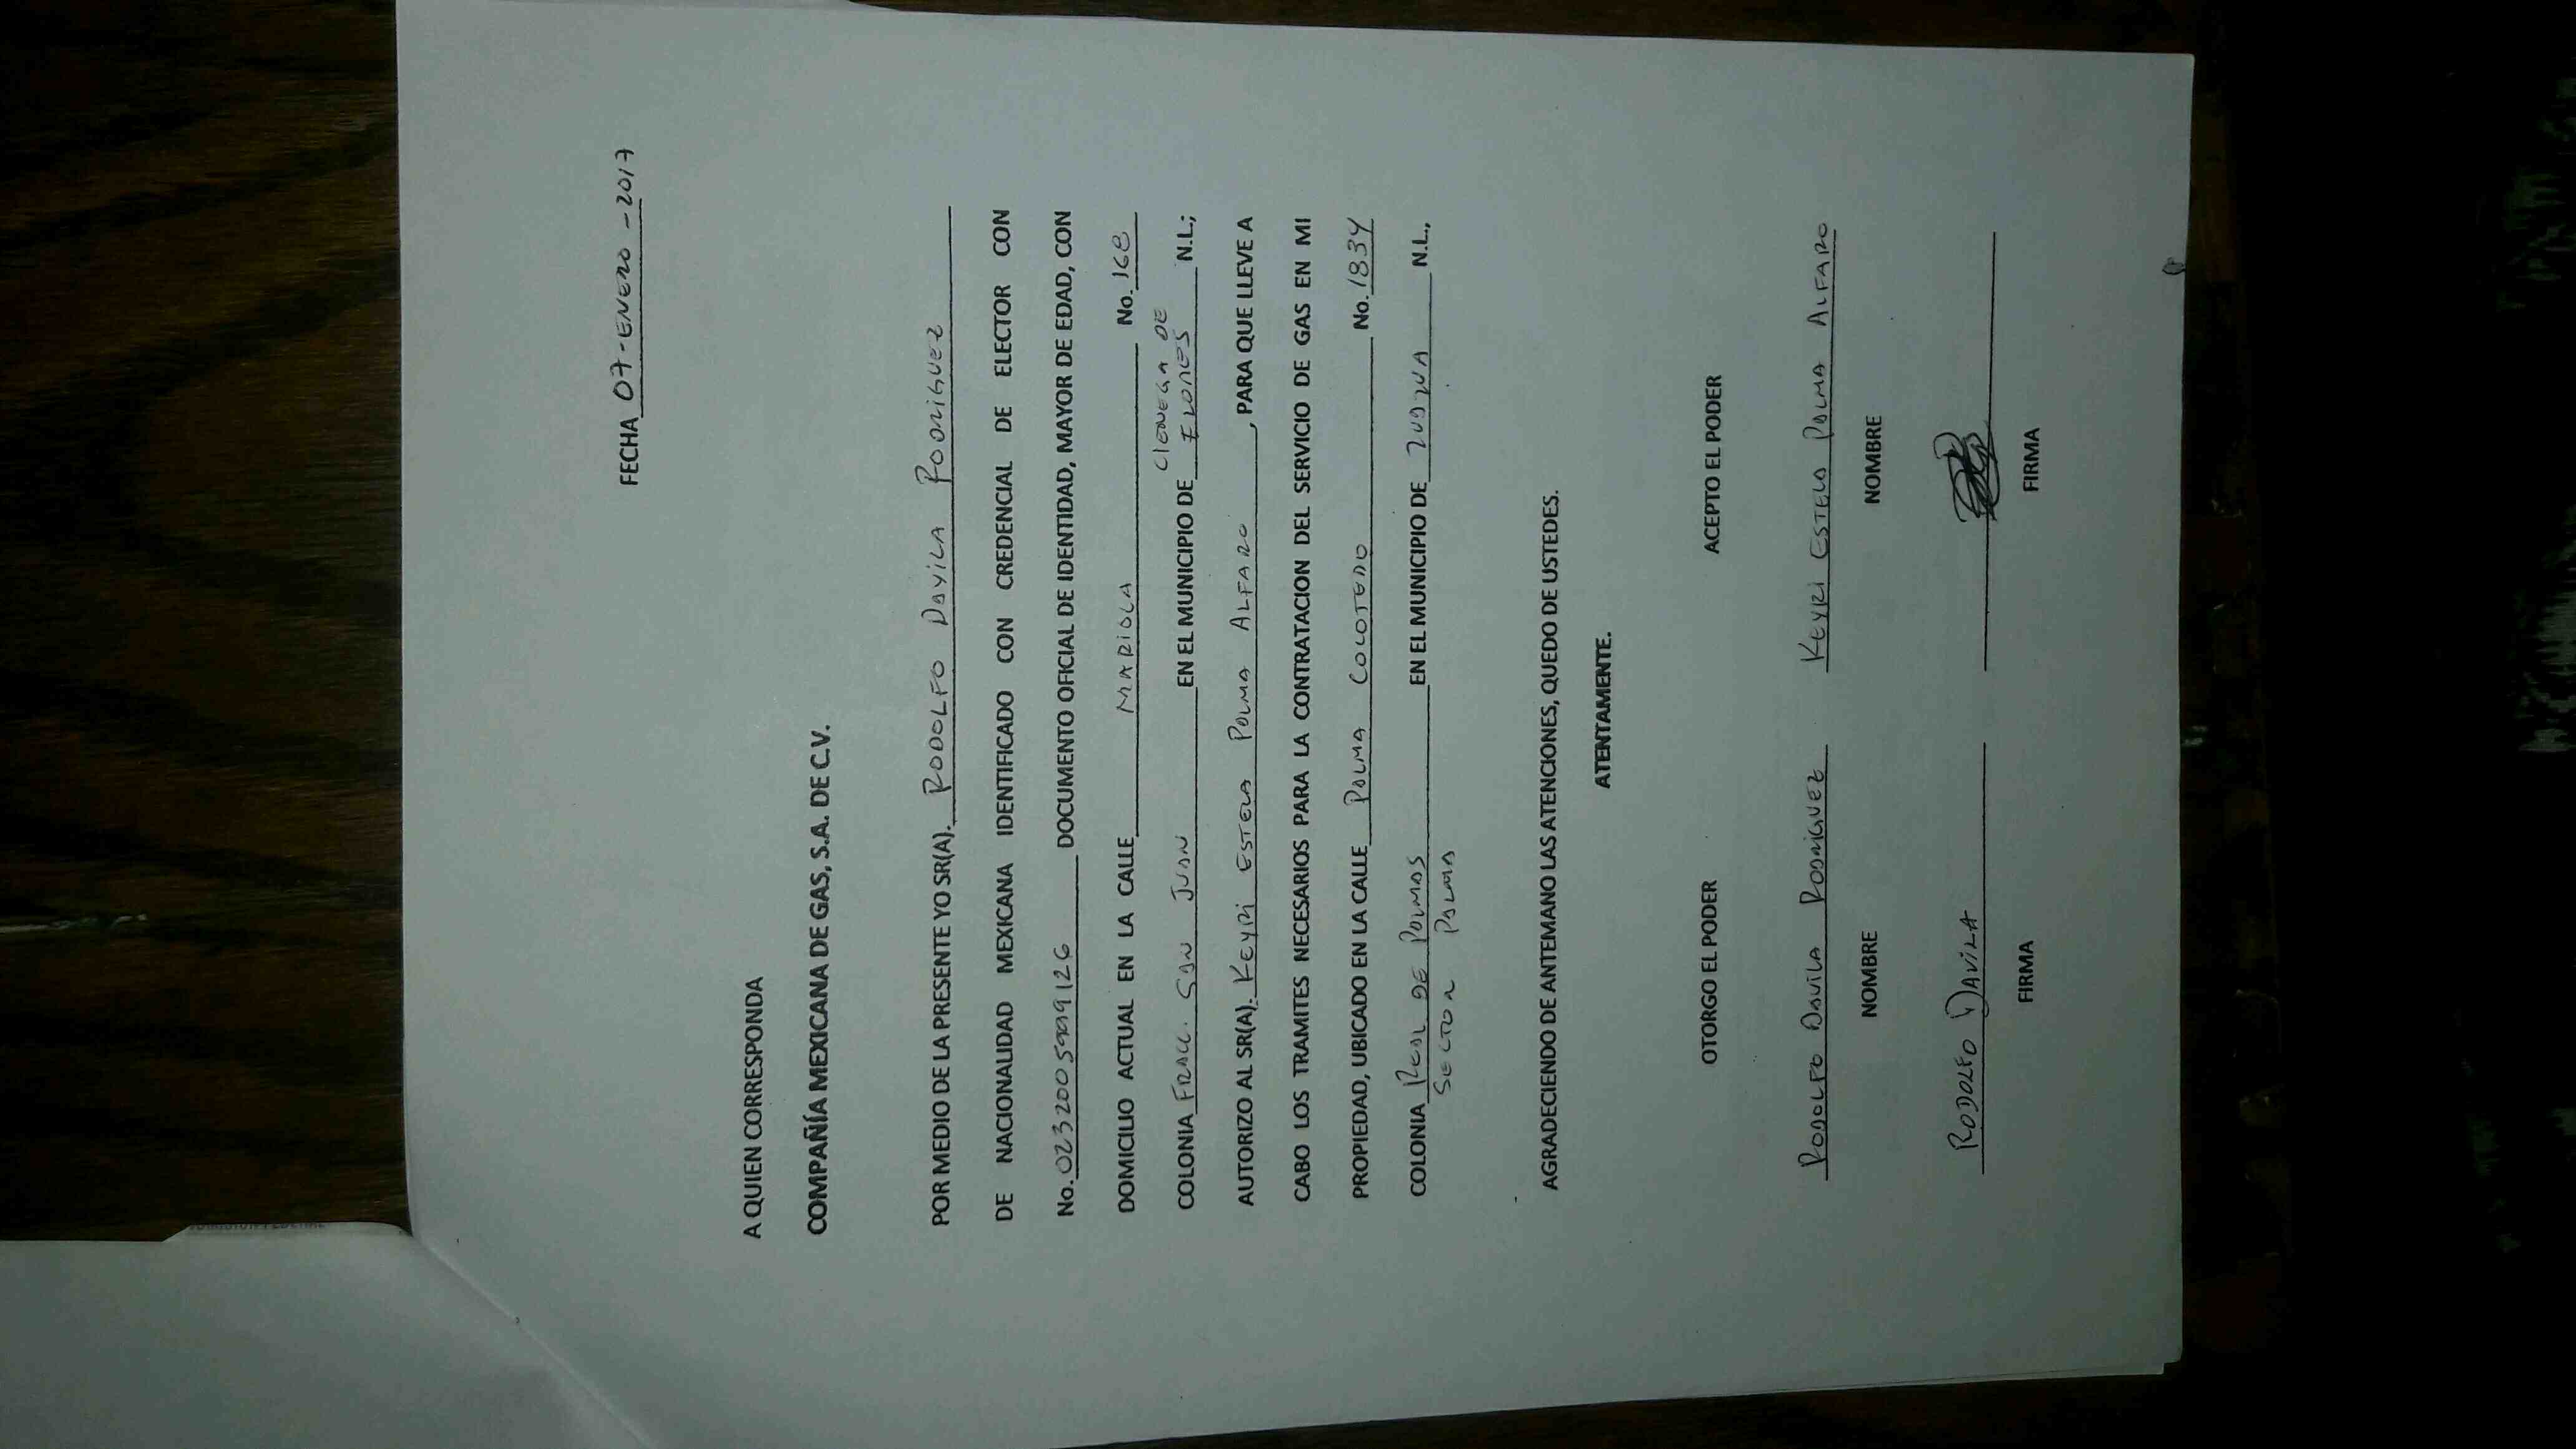 FECHA 07-ENERO-2017
A QUIEN CORRESPONDA
COMPAÑÍA MEXICANA DE GAS, S.A. DE C.V.
POR MEDIO DE LA PRESENTE YO SR(A). RODOLFO DAVILA RODRIGUEZ
DE NACIONALIDAD MEXICANA IDENTIFICADO CON CREDENCIAL DE ELECTOR CON
No. DOCUMENTO OFICIAL DE IDENTIDAD, MAYOR DE EDAD, CON
DOMICILIO ACTUAL EN LA CALLE MARIOLA No. 168
CIENEGA DE
COLONIA FRACC. SAN JUAN EN EL MUNICIPIO DE FLORES N.L.;
AUTORIZO AL SR(A). KEYRI ESTELA PALMA ALFARO, PARA QUE LLEVE A
CABO LOS TRAMITES NECESARIOS PARA LA CONTRATACION DEL SERVICIO DE GAS EN MI
PROPIEDAD, UBICADO EN LA CALLE PALMA COCOTERO No. 1834
COLONIA REAL DE PALMAS EN EL MUNICIPIO DE ZUAZUA N.L.,
SECTOR PALMA
AGRADECIENDO DE ANTEMANO LAS ATENCIONES, QUEDO DE USTEDES.
ATENTAMENTE.
OTORGO EL PODER ACEPTO EL PODER
RODOLFO DAVILA RODRIGUEZ KEYRI ESTELA PALMA ALFARO
NOMBRE NOMBRE
RODOLFO DAVILA
FIRMA FIRMA